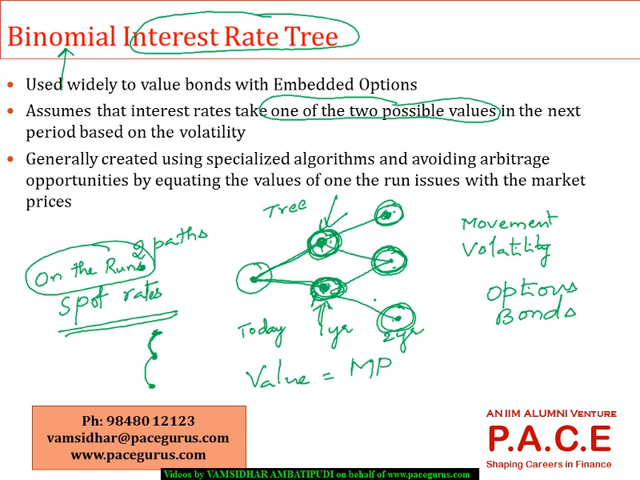 Binomial Interest Rate Tree
Used widely to value bonds with Embedded Options
Assumes that interest rates take one of the two possible values in the next
period based on the volatility
Generally created using specialized algorithms and avoiding arbitrage
opportunities by equating the values of one the run issues with the market
prices
2 paths
On the Runs
Spot rates
Tree
Today 1yr 2yr
Value = MP
Movement
Volatility
Options
Bonds
Ph: 98480 12123
vamsidhar@pacegurus.com
www.pacegurus.com
AN IIM ALUMNI VENTURE
P.A.C.E
Shaping Careers in Finance
Videos by VAMSIDHAR AMBATIPUDI on behalf of www.pacegurus.com